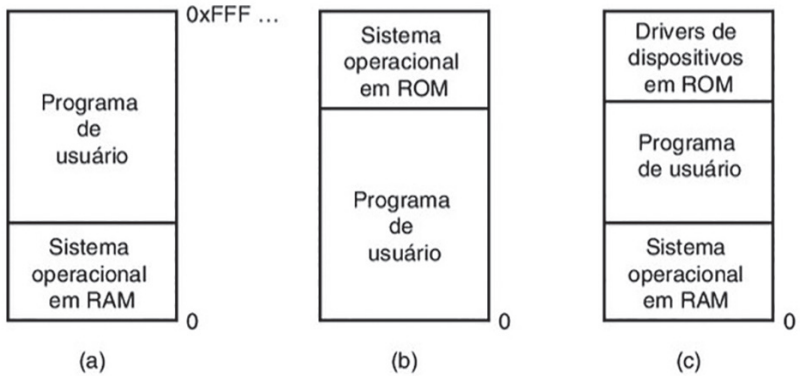 0xFFF ...
Programa
de
usuário
Sistema
operacional
em RAM
0
(a)
Sistema
operacional
em ROM
Programa
de
usuário
0
(b)
Drivers de
dispositivos
em ROM
Programa
de usuário
Sistema
operacional
em RAM
0
(c)